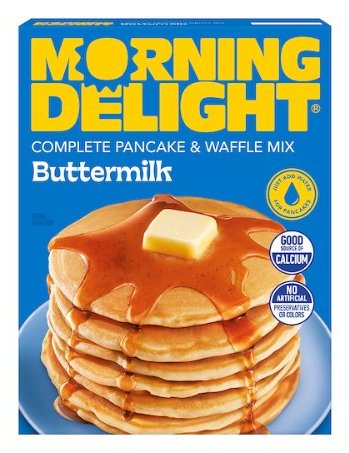 MORNING
DELIGHT®
COMPLETE PANCAKE & WAFFLE MIX
Buttermilk
JUST ADD WATER
FOR PANCAKES
GOOD
SOURCE OF
CALCIUM
NO
ARTIFICIAL
PRESERVATIVES
OR COLORS